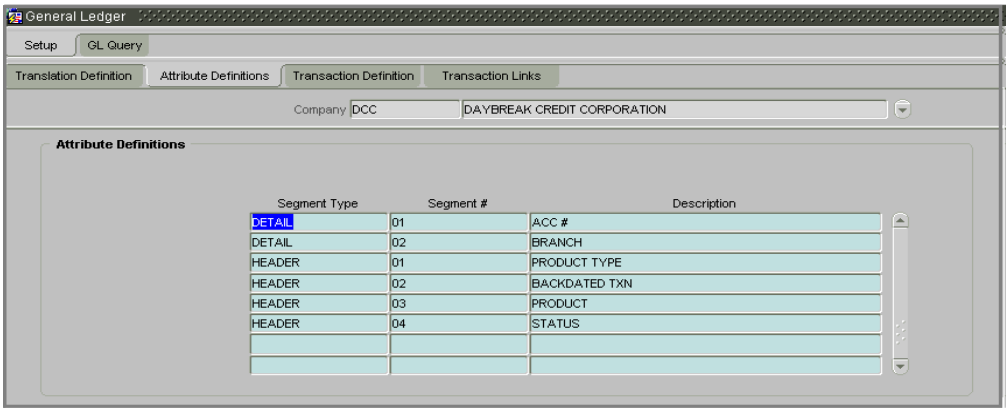 General Ledger
Setup GL Query
Translation Definition Attribute Definitions Transaction Definition Transaction Links
Company DCC DAYBREAK CREDIT CORPORATION
Attribute Definitions
Segment Type Segment # Description
DETAIL 01 ACC #
DETAIL 02 BRANCH
HEADER 01 PRODUCT TYPE
HEADER 02 BACKDATED TXN
HEADER 03 PRODUCT
HEADER 04 STATUS